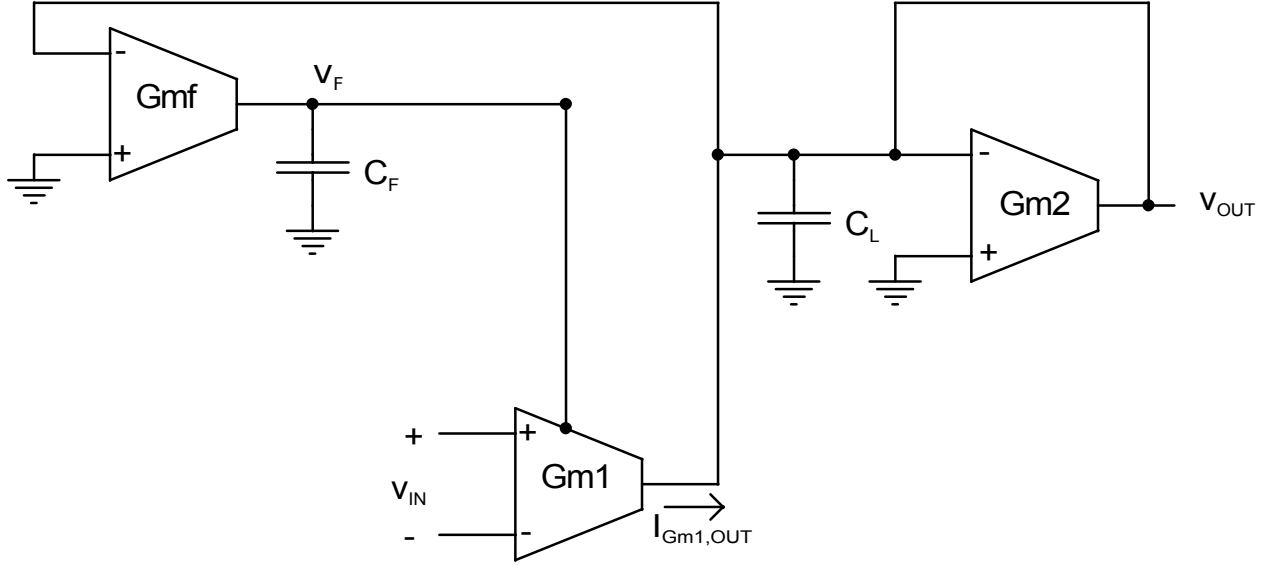 -
Gmf
+
VF
CF
-
Gm2
+
CL
VOUT
+
VIN
-
+
Gm1
-
IGm1,OUT